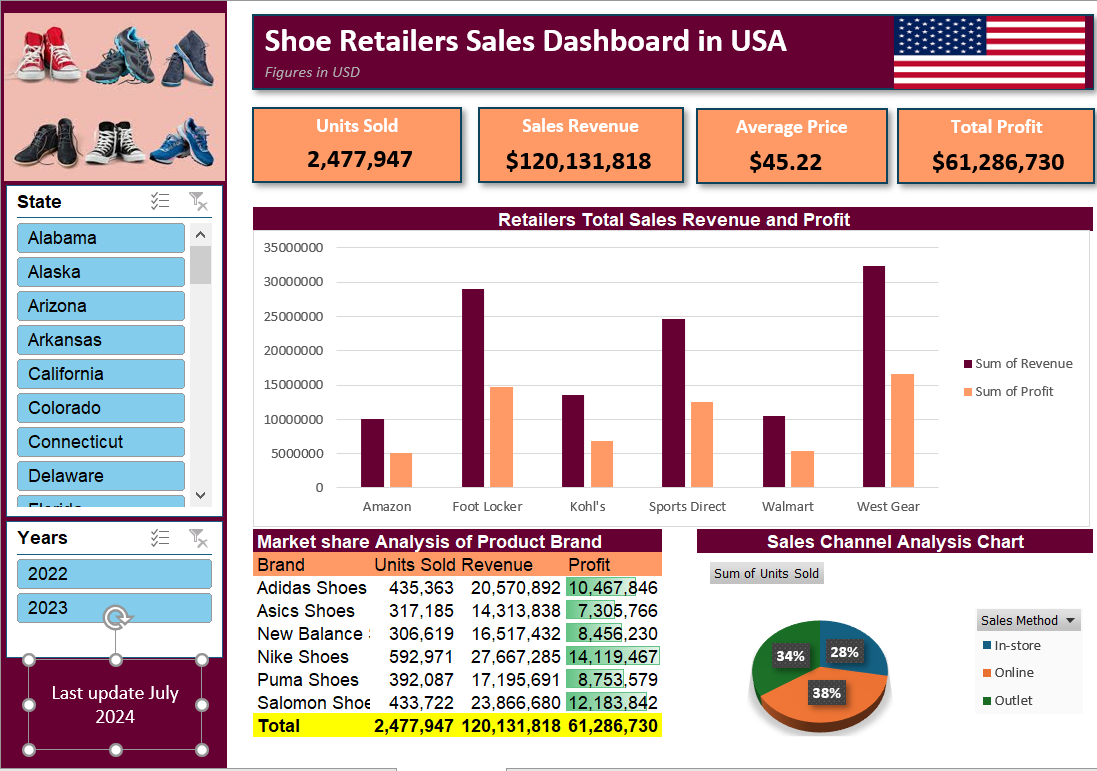 Shoe Retailers Sales Dashboard in USA
Figures in USD
Units Sold
2,477,947
Sales Revenue
$120,131,818
Average Price
$45.22
Total Profit
$61,286,730
State
Alabama
Alaska
Arizona
Arkansas
California
Colorado
Connecticut
Delaware
Florida
Years
2022
2023
Last update July
2024
Retailers Total Sales Revenue and Profit
35000000
30000000
25000000
20000000
15000000
10000000
5000000
0
Amazon Foot Locker Kohl's Sports Direct Walmart West Gear
Sum of Revenue
Sum of Profit
Market share Analysis of Product Brand
Brand Units Sold Revenue Profit
Adidas Shoes 435,363 20,570,892 10,467,846
Asics Shoes 317,185 14,313,838 7,305,766
New Balance 306,619 16,517,432 8,456,230
Nike Shoes 592,971 27,667,285 14,119,467
Puma Shoes 392,087 17,195,691 8,753,579
Salomon Shoe 433,722 23,866,680 12,183,842
Total 2,477,947 120,131,818 61,286,730
Sales Channel Analysis Chart
Sum of Units Sold
34% 28%
38%
Sales Method
In-store
Online
Outlet